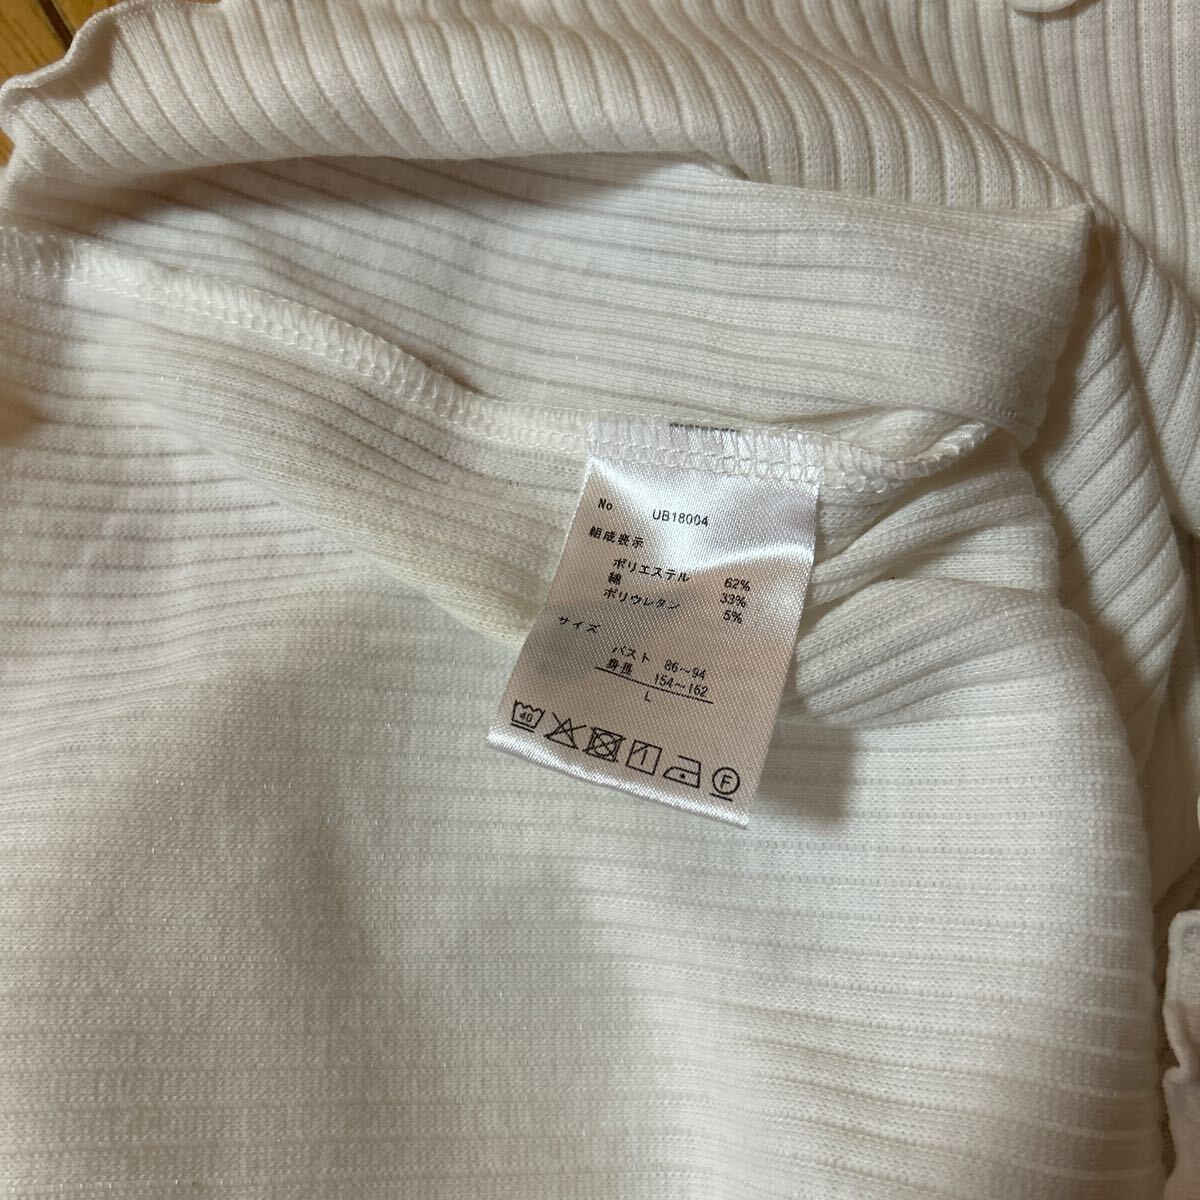 No UB18004
組成表示
ポリエステル 62%
綿 33%
ポリウレタン 5%
サイズ
バスト 86～94
身長 154～162
L
40
1
F